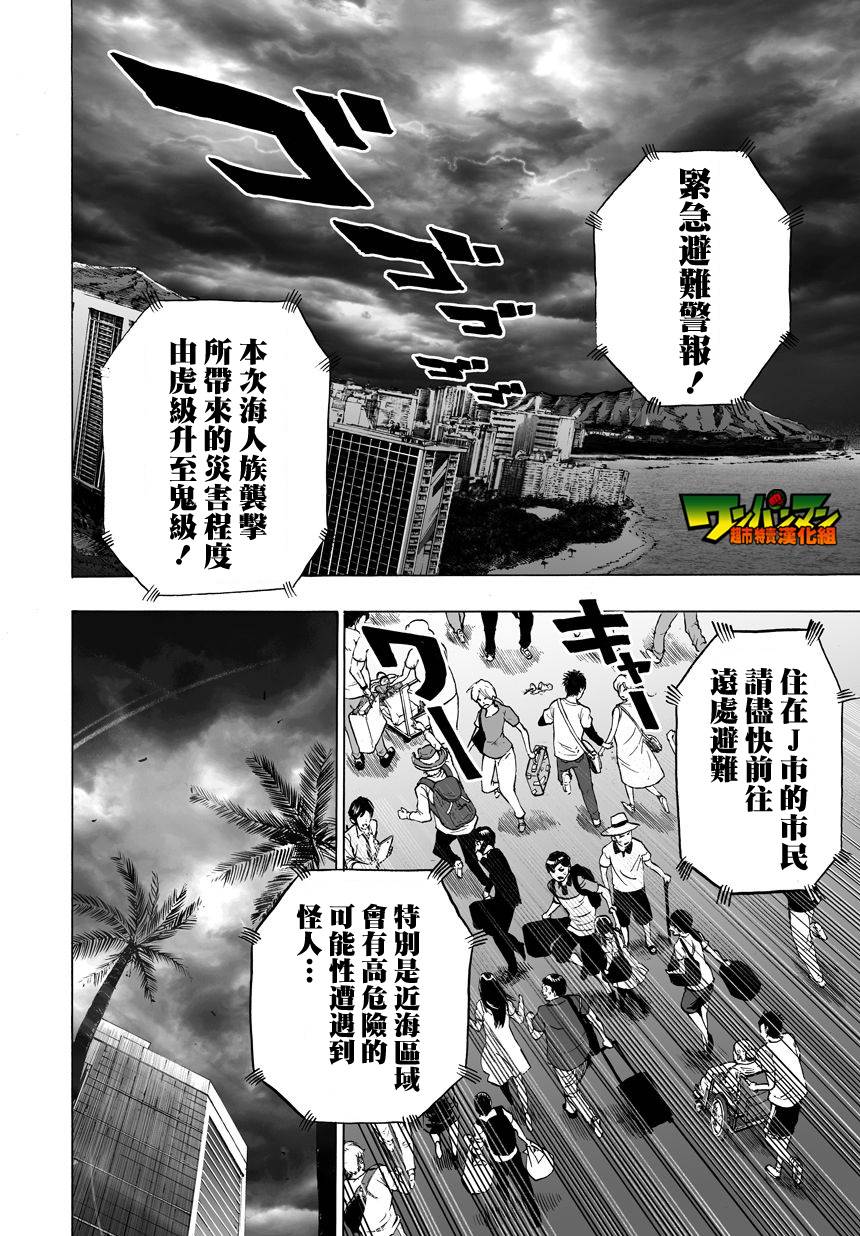 緊急避難警報！
本次海人族襲擊
所帶來的災害程度
由虎級升至鬼級！
ゴゴゴゴゴ
ワンパンマン
超市特賣漢化組
住在J市的市民
請儘快前往
遠處避難
キャー
ワー
特別是近海區域
會有高危險的
可能性遭遇到
怪人…